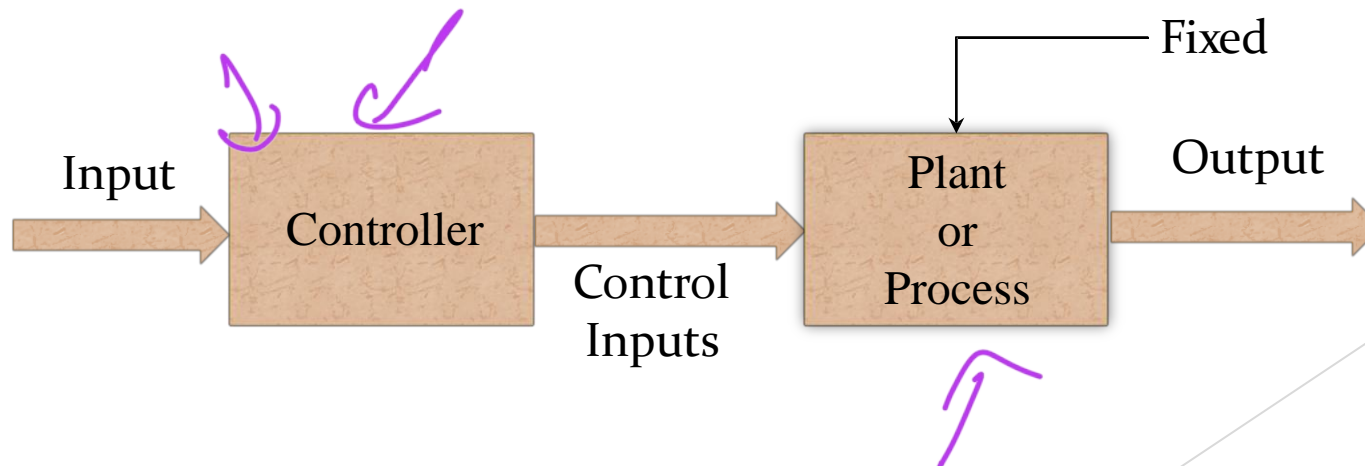 Fixed
Input
Controller
Control
Inputs
Plant
or
Process
Output